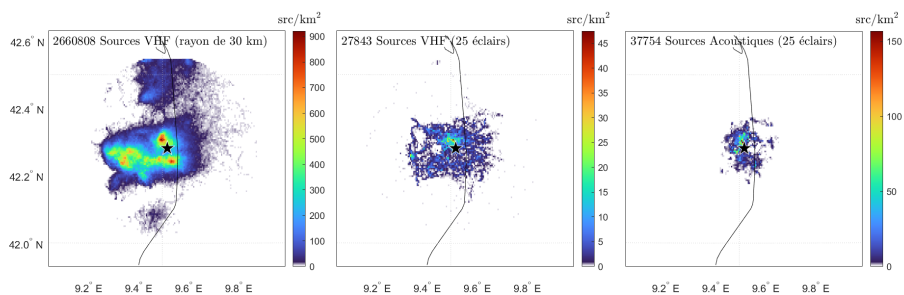 src/km²
src/km²
src/km²
2660808 Sources VHF (rayon de 30 km)
27843 Sources VHF (25 éclairs)
37754 Sources Acoustiques (25 éclairs)
42.6° N
42.4° N
42.2° N
42.0° N
900
800
700
600
500
400
300
200
100
0
45
40
35
30
25
20
15
10
5
0
150
100
50
0
9.2° E
9.4° E
9.6° E
9.8° E
9.2° E
9.4° E
9.6° E
9.8° E
9.2° E
9.4° E
9.6° E
9.8° E